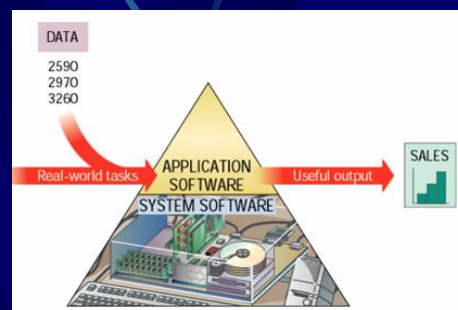 DATA
2590
2970
3260
Real-world tasks
APPLICATION
SOFTWARE
Useful output
SALES
SYSTEM SOFTWARE